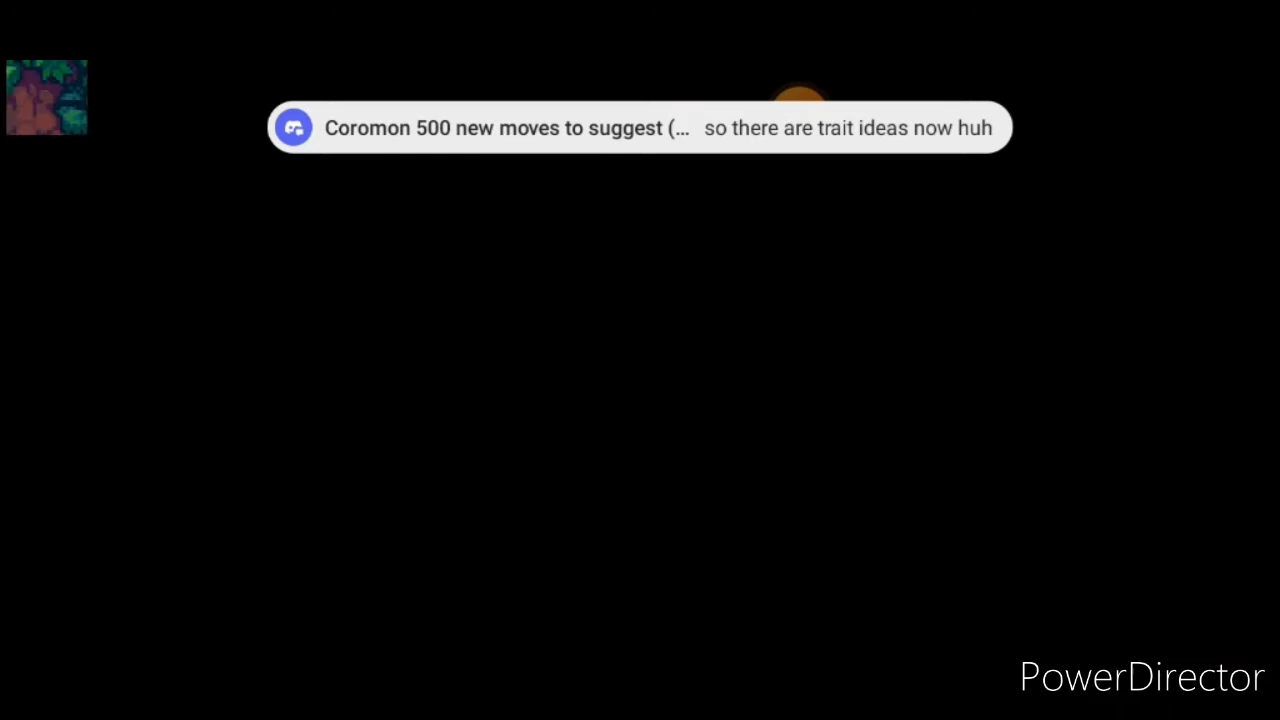 Coromon 500 new moves to suggest (... so there are trait ideas now huh
PowerDirector